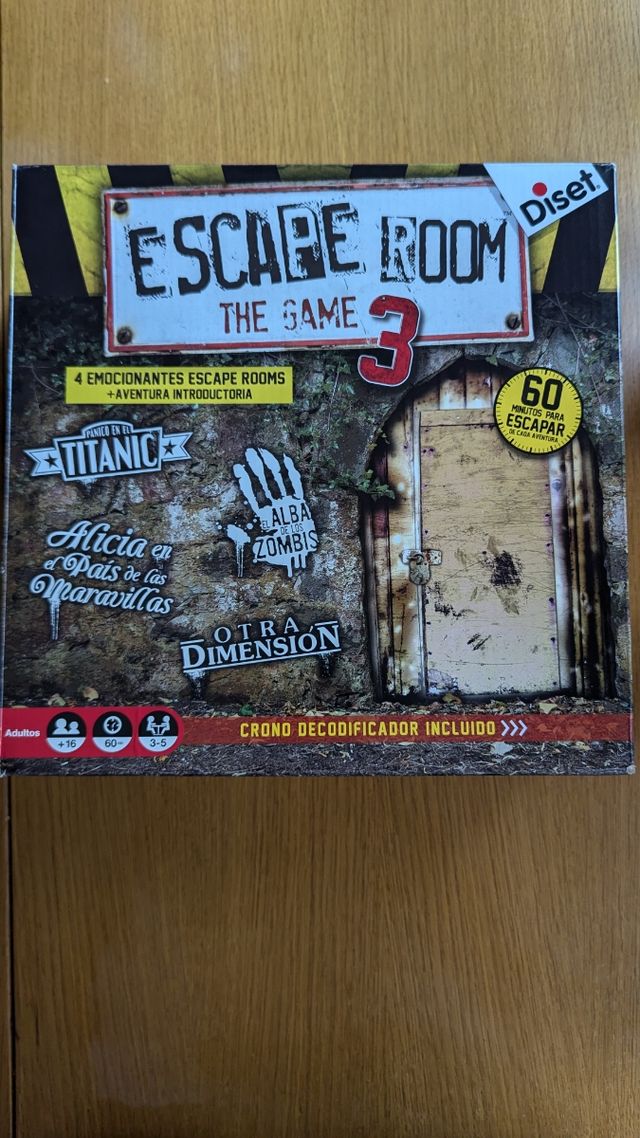 Diset
ESCAPE ROOM
THE GAME 3
4 EMOCIONANTES ESCAPE ROOMS
+AVENTURA INTRODUCTORIA
60
MINUTOS PARA
ESCAPAR
DE CADA AVENTURA
PÁNICO EN EL
TITANIC
EL ALBA
DE LOS
ZOMBIS
Alicia en
el País de las
Maravillas
OTRA
DIMENSIÓN
Adultos
+16
60
3-5
CRONO DECODIFICADOR INCLUIDO >>>